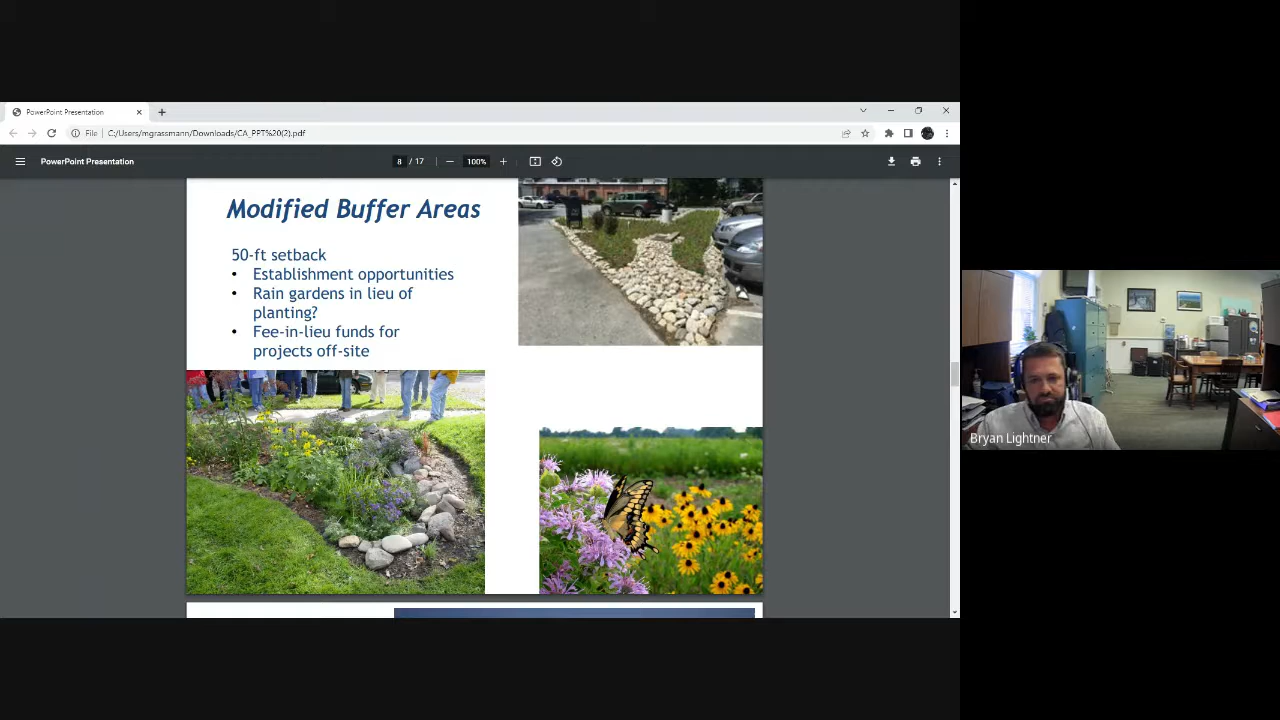 PowerPoint Presentation
File
C:/Users/mgrassmann/Downloads/CA_PPT%20(2).pdf
PowerPoint Presentation
8 / 17
100%
Modified Buffer Areas
50-ft setback
• Establishment opportunities
• Rain gardens in lieu of
planting?
• Fee-in-lieu funds for
projects off-site
Bryan Lightner